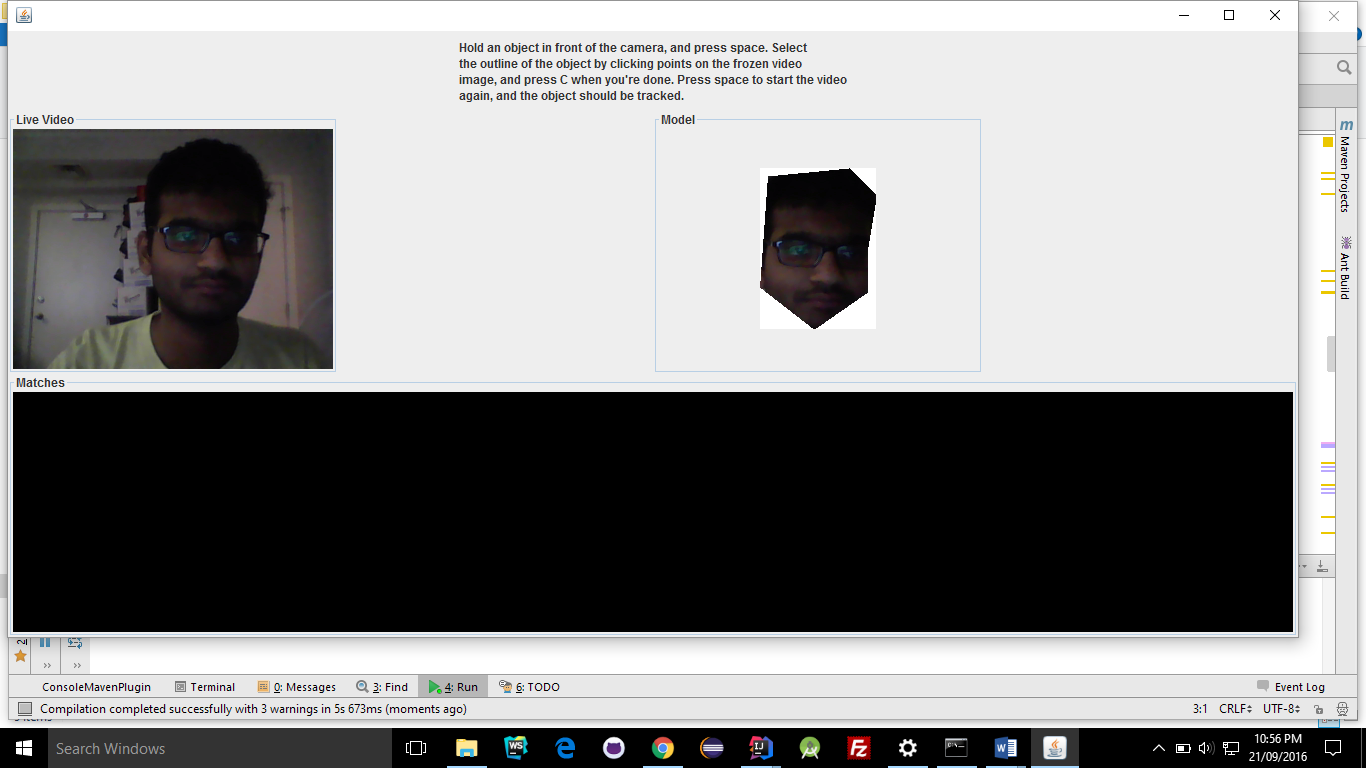 Hold an object in front of the camera, and press space. Select
the outline of the object by clicking points on the frozen video
image, and press C when you're done. Press space to start the video
again, and the object should be tracked.
Live Video
Model
Matches
m
Maven Projects
Ant Build
ConsoleMavenPlugin
Terminal
0: Messages
3: Find
4: Run
6: TODO
Event Log
Compilation completed successfully with 3 warnings in 5s 673ms (moments ago)
3:1
CRLF
UTF-8
Search Windows
WS
IJ
Fz
C:\
W
10:56 PM
21/09/2016